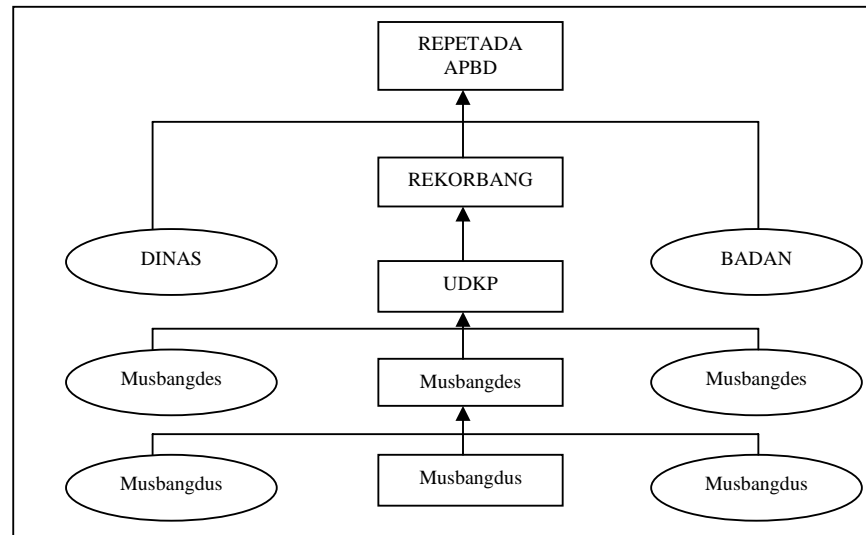 REPETADA
APBD
REKORBANG
DINAS
BADAN
UDKP
Musbangdes
Musbangdes
Musbangdes
Musbangdus
Musbangdus
Musbangdus